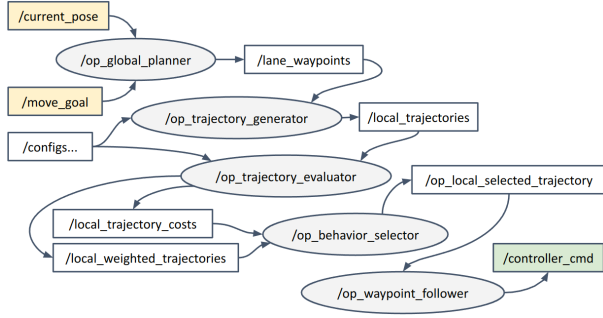 /current_pose
/op_global_planner
/lane_waypoints
/move_goal
/op_trajectory_generator
/local_trajectories
/configs...
/op_trajectory_evaluator
/op_local_selected_trajectory
/local_trajectory_costs
/op_behavior_selector
/local_weighted_trajectories
/controller_cmd
/op_waypoint_follower